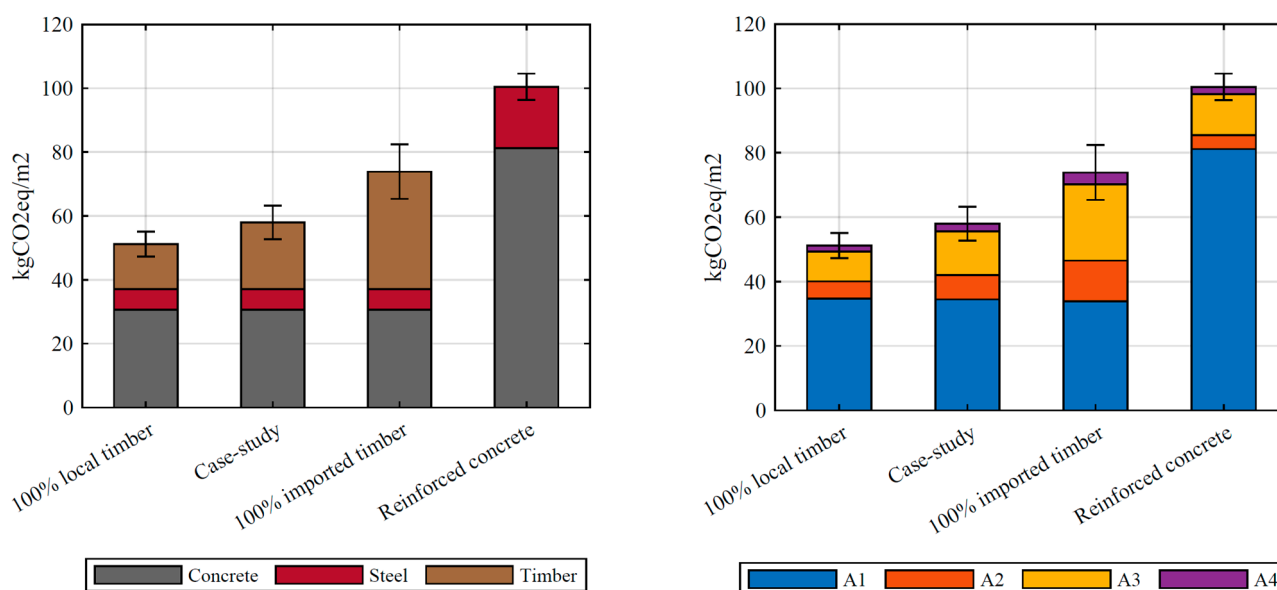 kgCO2eq/m2
120
100
80
60
40
20
0
100% local timber
Case-study
100% imported timber
Reinforced concrete
Concrete Steel Timber
kgCO2eq/m2
120
100
80
60
40
20
0
100% local timber
Case-study
100% imported timber
Reinforced concrete
A1 A2 A3 A4